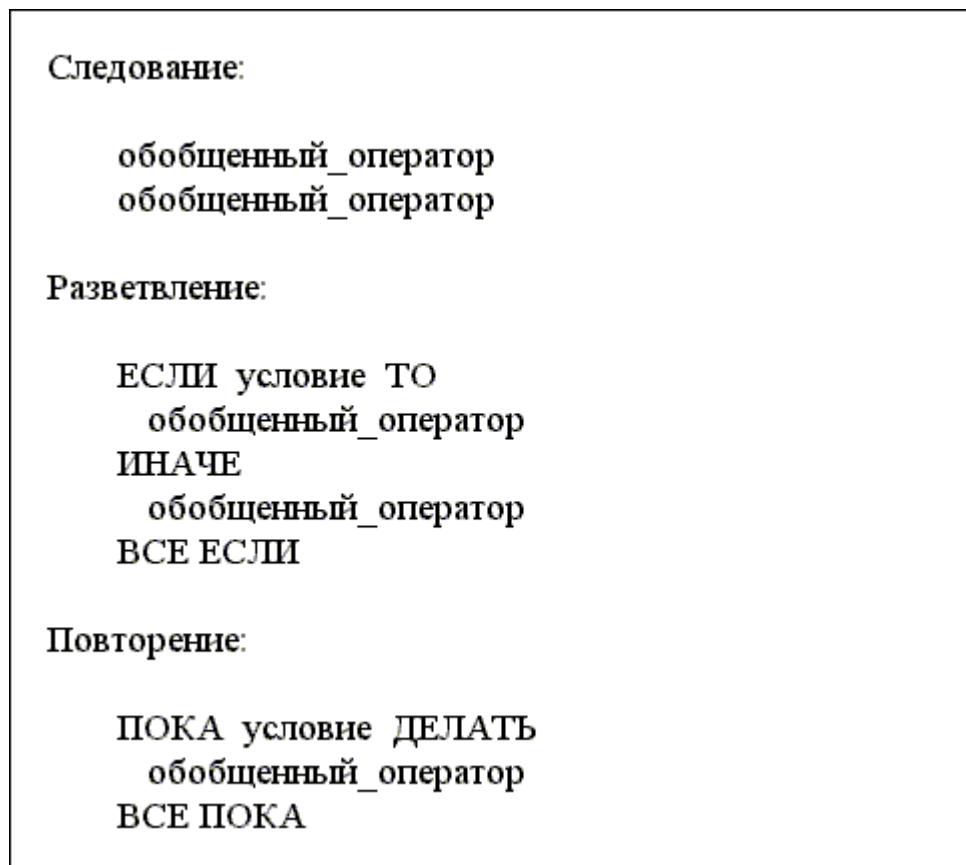 Следование:
обобщенный_оператор
обобщенный_оператор
Разветвление:
ЕСЛИ условие ТО
обобщенный_оператор
ИНАЧЕ
обобщенный_оператор
ВСЕ ЕСЛИ
Повторение:
ПОКА условие ДЕЛАТЬ
обобщенный_оператор
ВСЕ ПОКА